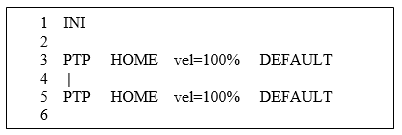 1 INI
2
3 PTP HOME vel=100% DEFAULT
4 |
5 PTP HOME vel=100% DEFAULT
6